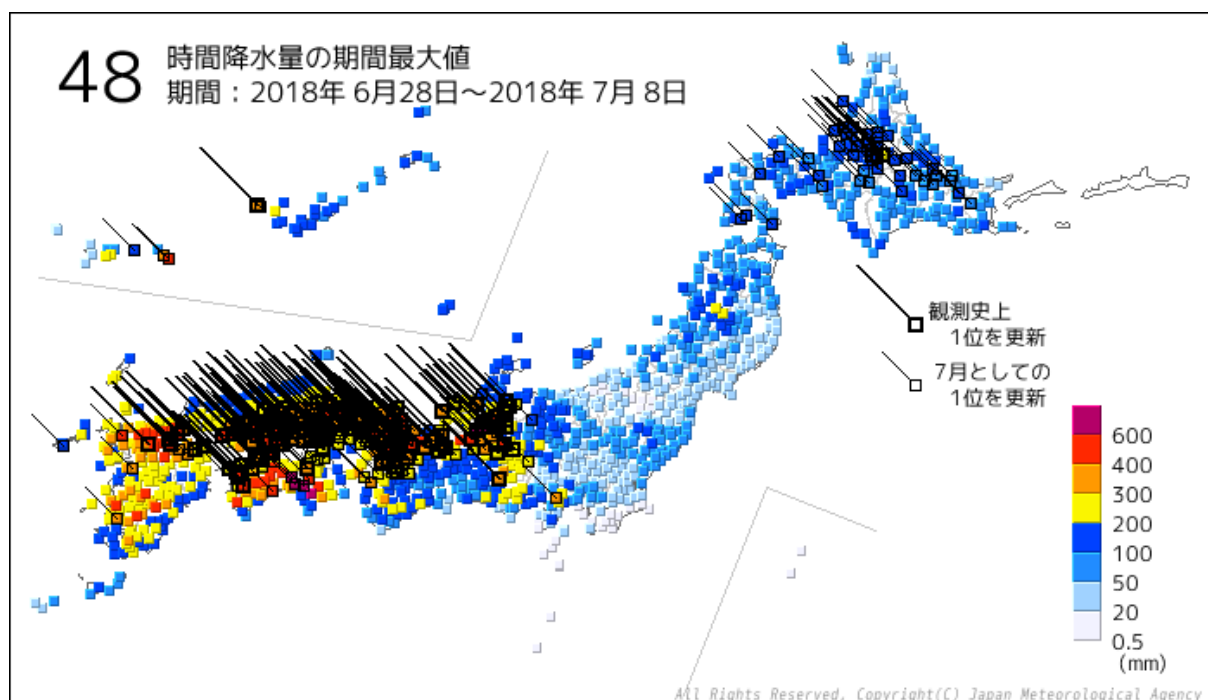 48 時間降水量の期間最大値
期間：2018年 6月28日～2018年 7月 8日
観測史上
1位を更新
7月としての
1位を更新
600
400
300
200
100
50
20
0.5
(mm)
All Rights Reserved, Copyright(C) Japan Meteorological Agency